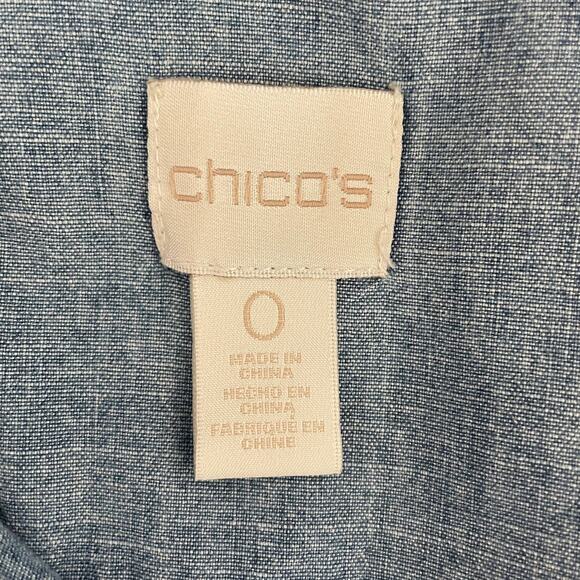 chico's
0
MADE IN
CHINA
HECHO EN
CHINA
FABRIQUÉ EN
CHINE